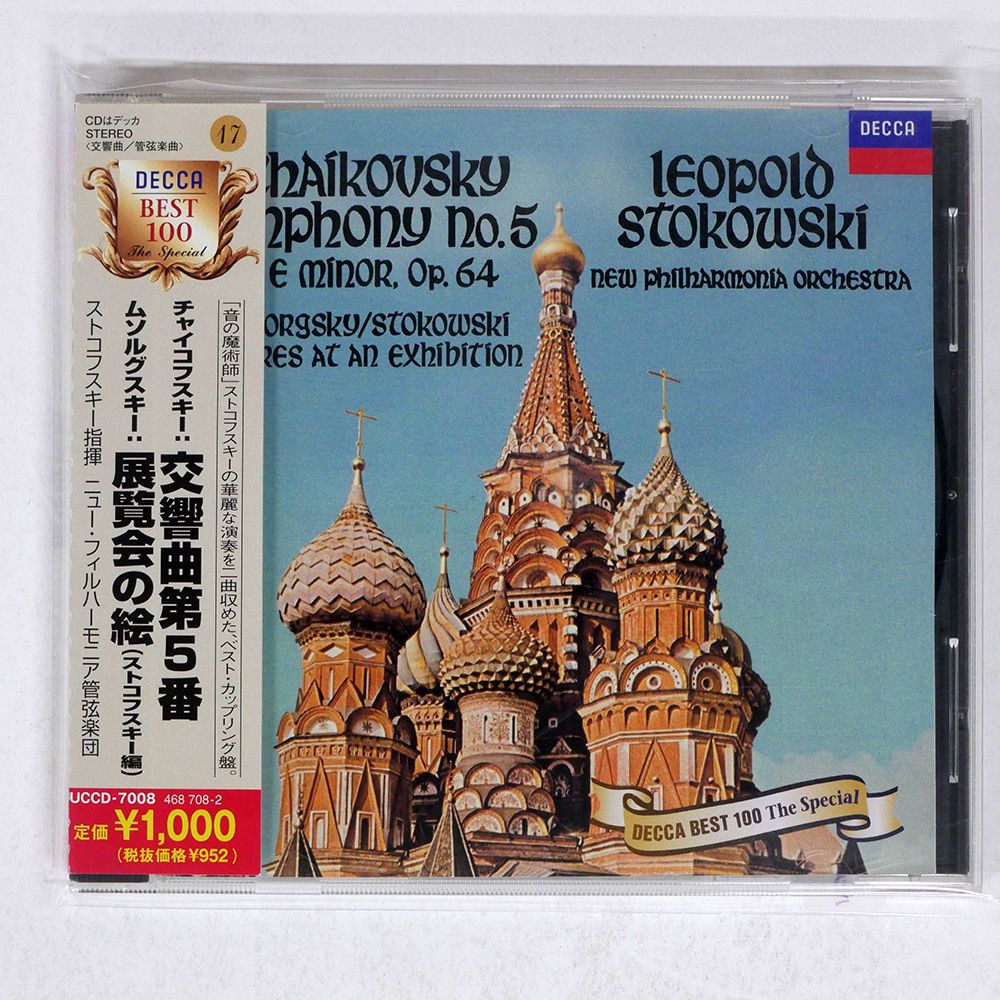 CDはデッカ
STEREO
〈交響曲／管弦楽曲〉
17
DECCA
BEST
100
The Special
「音の魔術師」ストコフスキーの華麗な演奏を二曲収めた、ベスト・カップリング盤。
チャイコフスキー：交響曲第5番
ムソルグスキー：展覧会の絵（ストコフスキー編）
ストコフスキー指揮 ニュー・フィルハーモニア管弦楽団
UCCD-7008 468 708-2
定価 ¥1,000
（税抜価格¥952）
HAIKOVSKY
MPHONY No. 5
E MINOR, Op. 64
ORGSKY/STOKOWSKI
RES AT AN EXHIBITION
LEOPOLD
STOKOWSKI
NEW PHILHARMONIA ORCHESTRA
DECCA
DECCA BEST 100 The Special